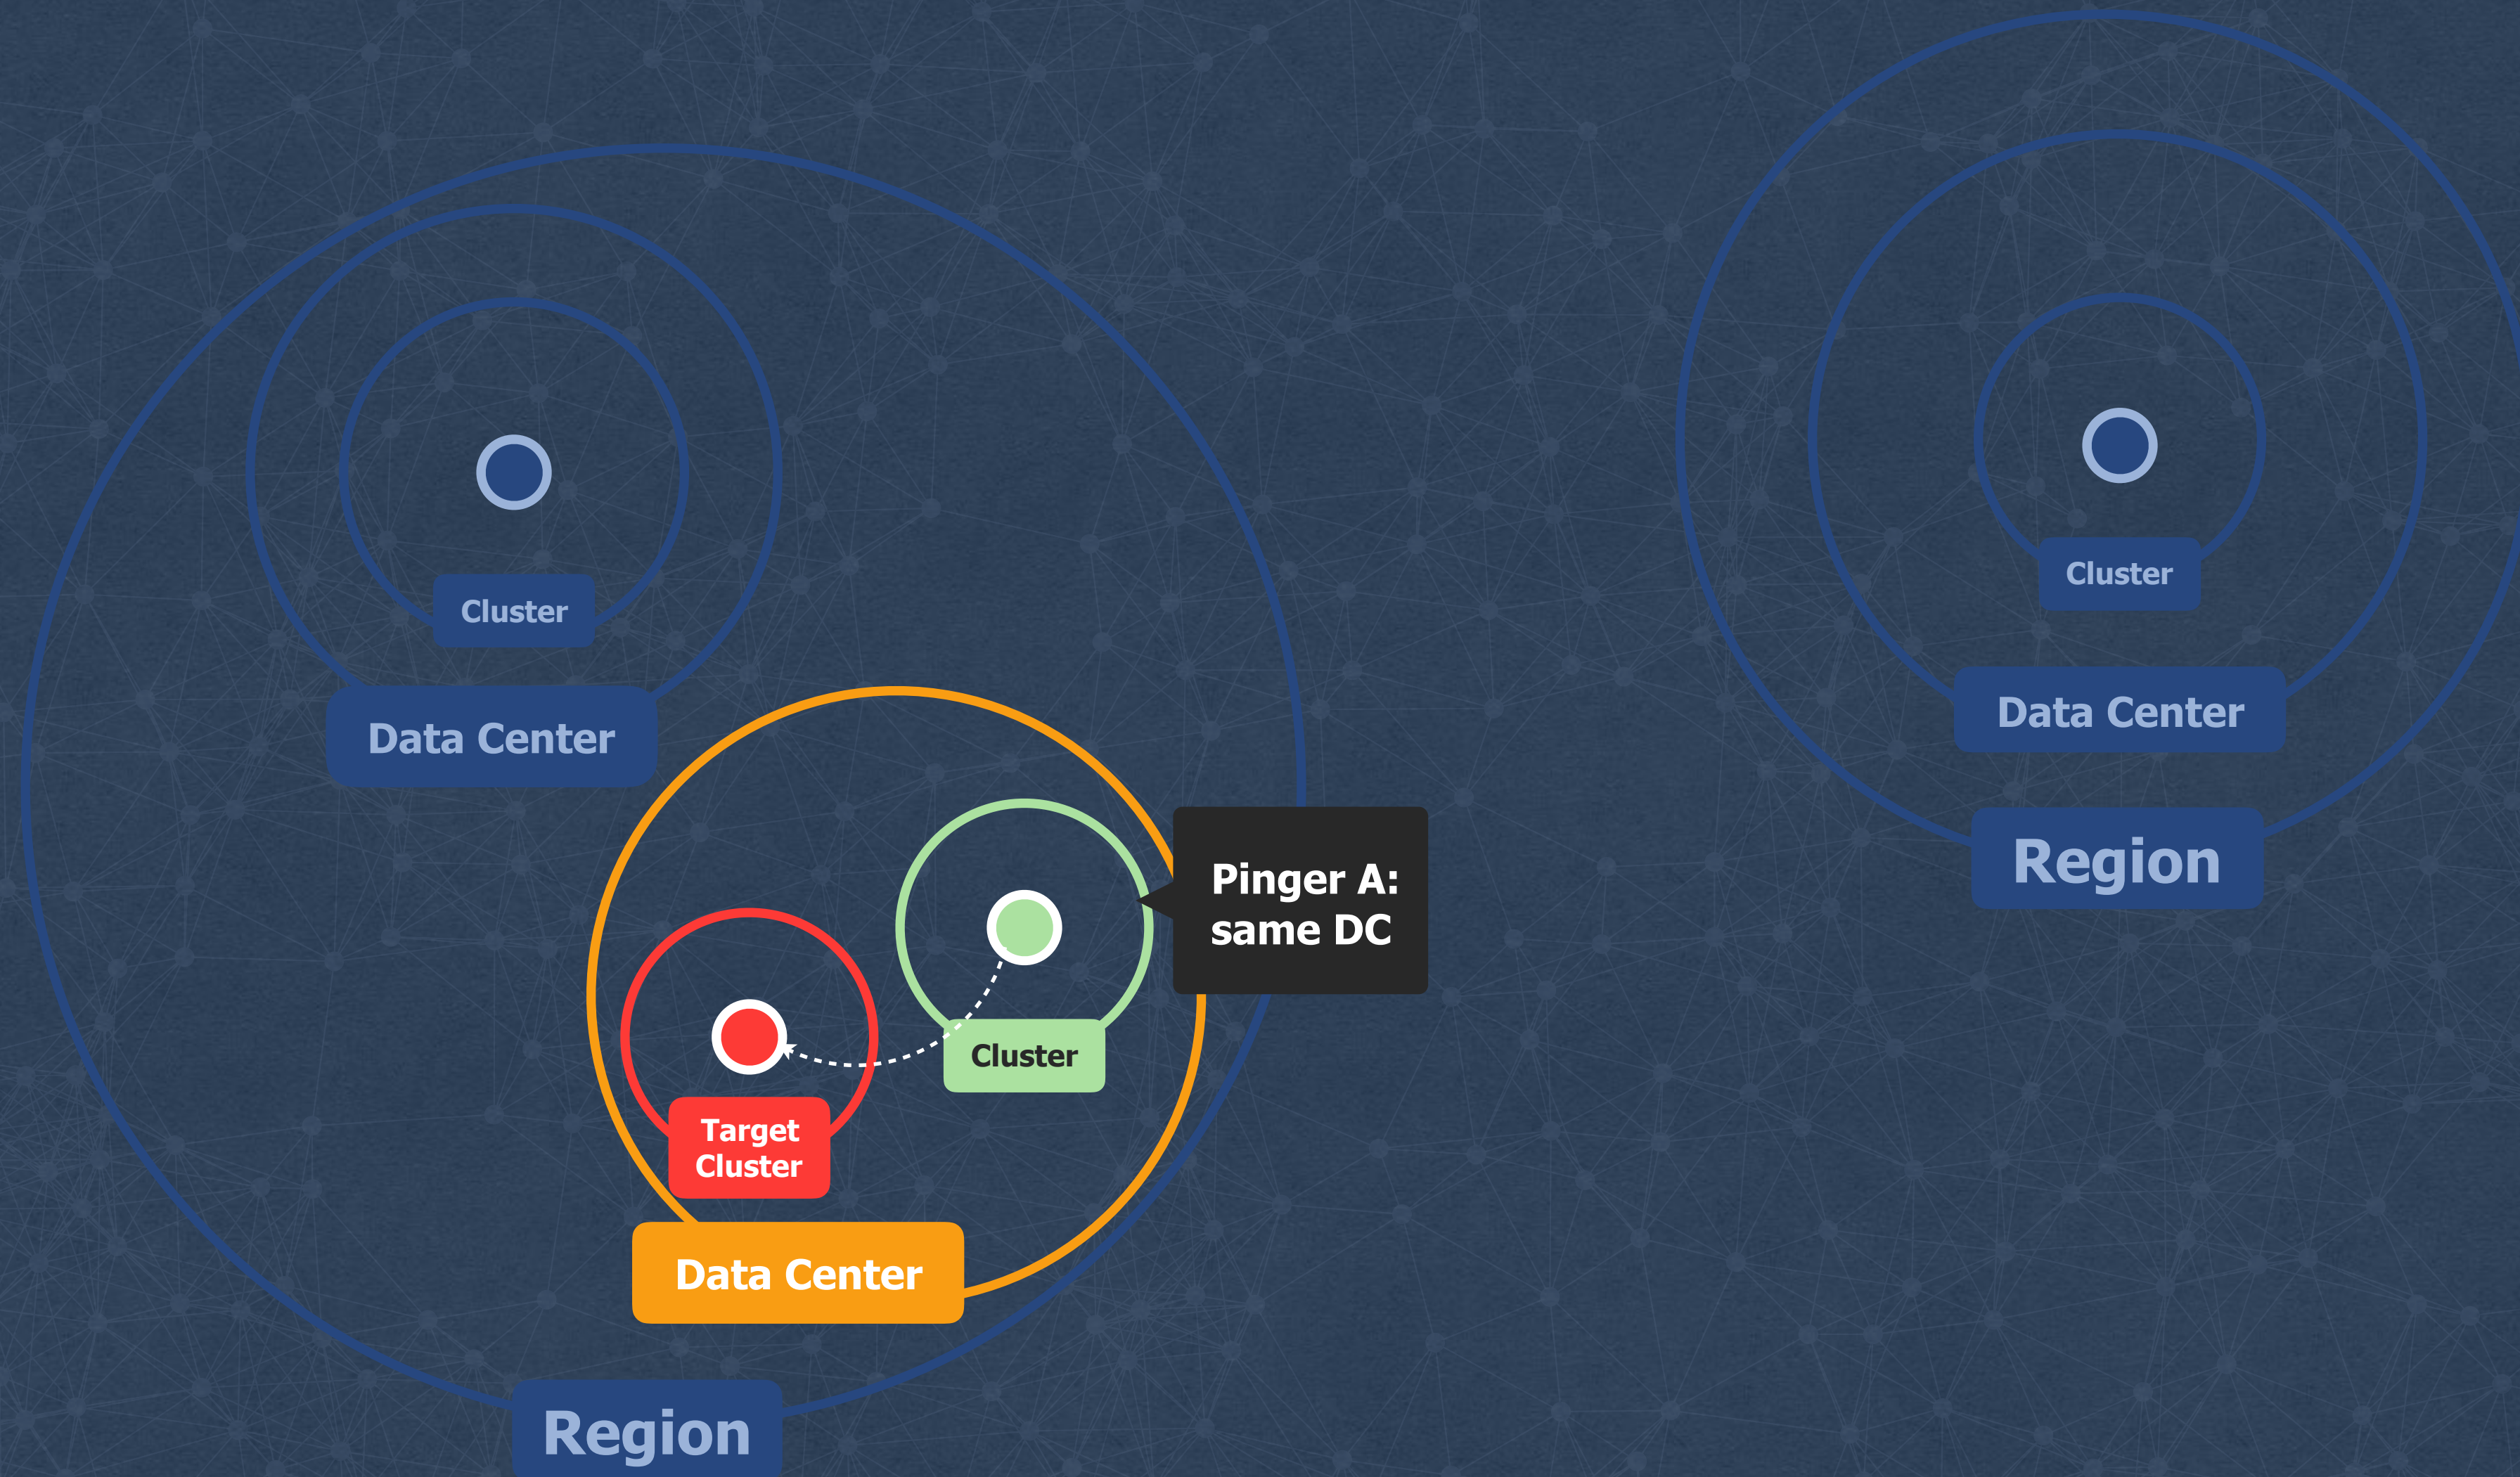 Cluster
Data Center
Cluster
Data Center
Region
Pinger A:
same DC
Cluster
Target
Cluster
Data Center
Region